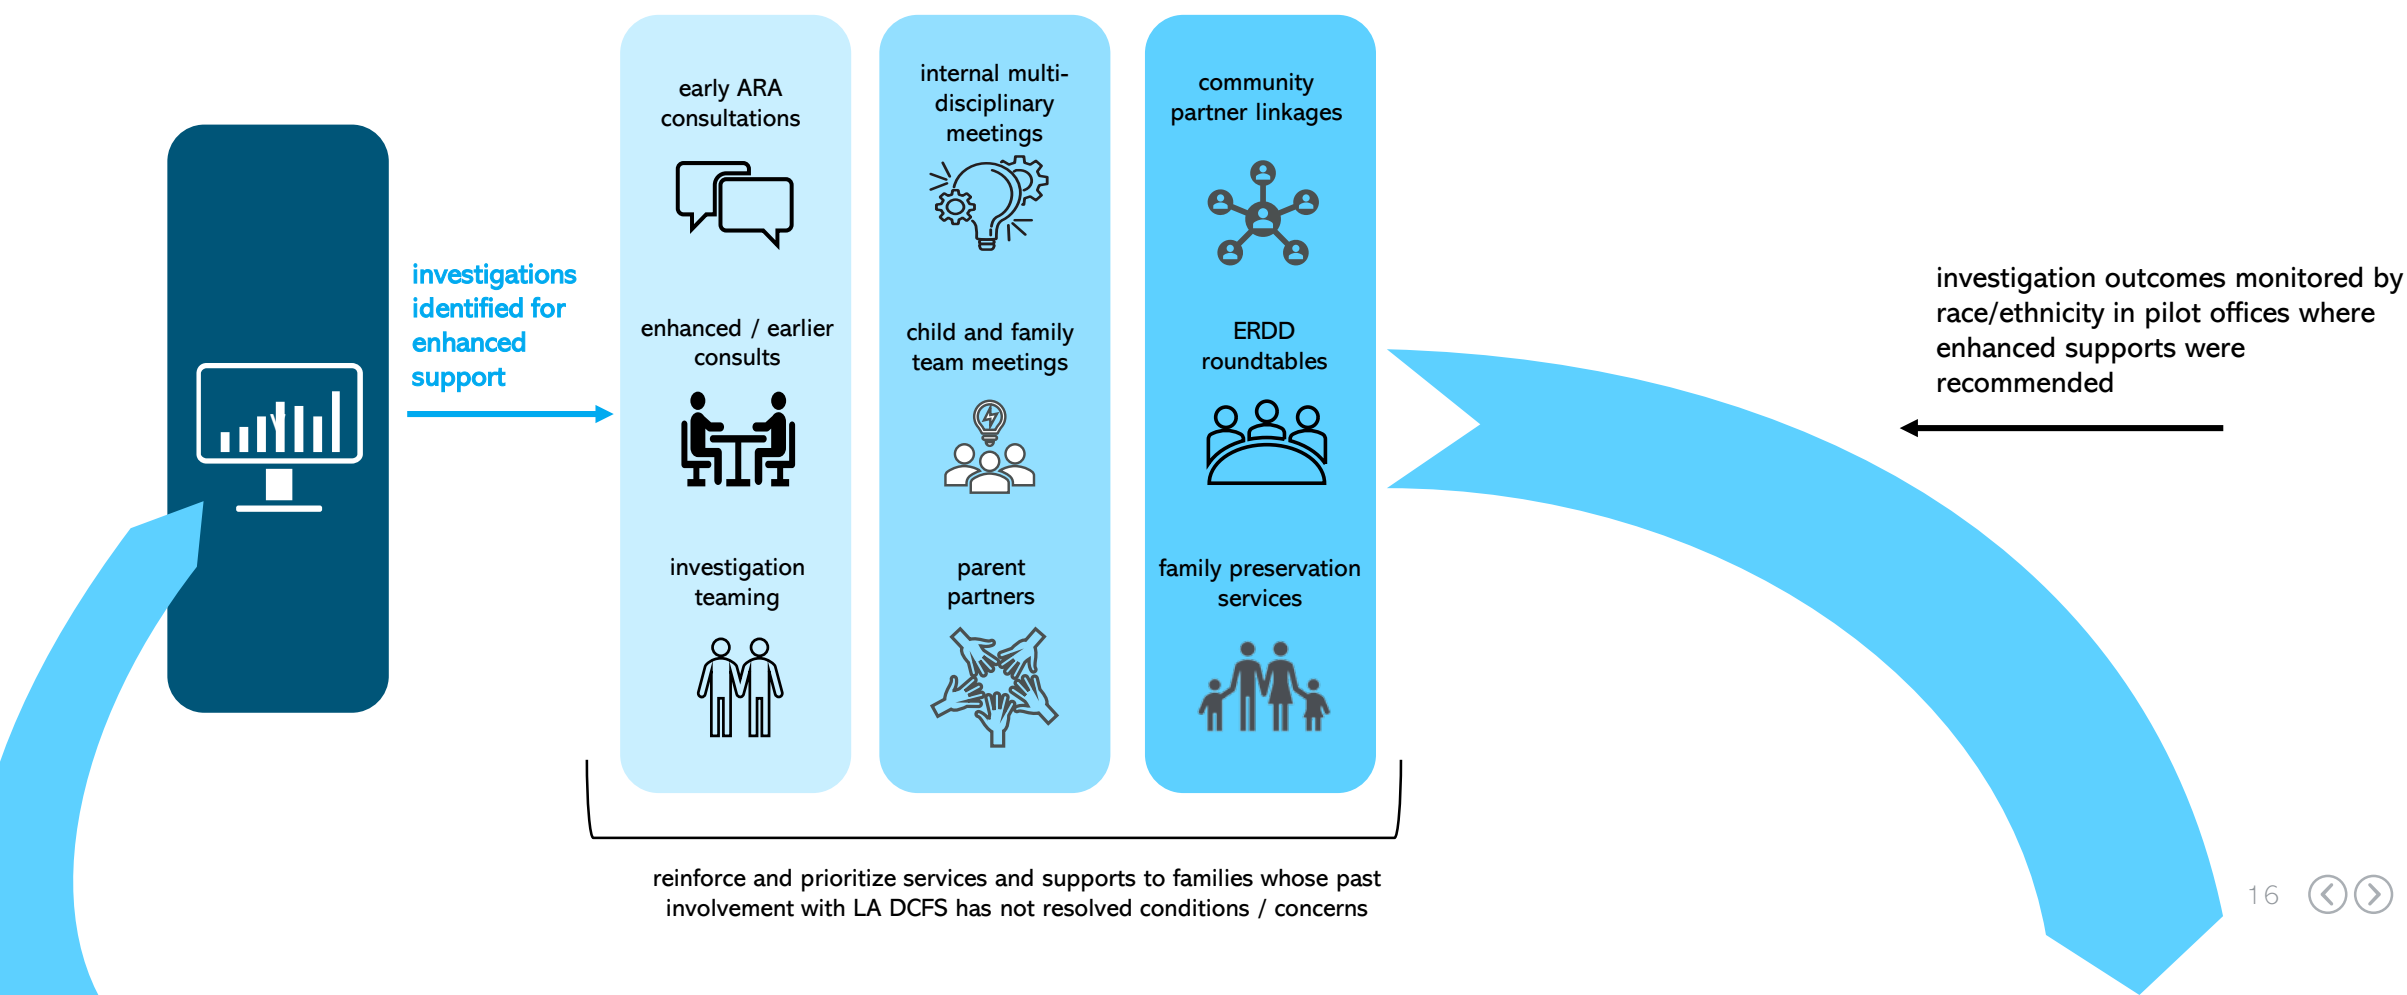 investigations
identified for
enhanced
support
early ARA
consultations
enhanced / earlier
consults
investigation
teaming
internal multi-
disciplinary
meetings
child and family
team meetings
parent
partners
community
partner linkages
ERDD
roundtables
family preservation
services
reinforce and prioritize services and supports to families whose past
involvement with LA DCFS has not resolved conditions / concerns
investigation outcomes monitored by
race/ethnicity in pilot offices where
enhanced supports were
recommended
16